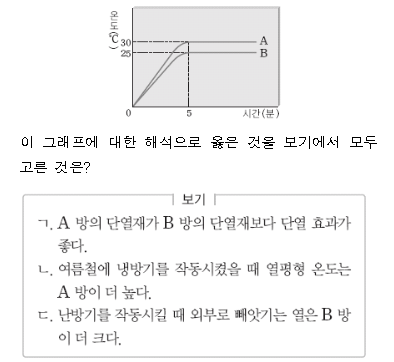 온도(℃)
30
25
A
B
0
5
시간(분)
이 그래프에 대한 해석으로 옳은 것을 보기에서 모두
고른 것은?
보기
ㄱ. A 방의 단열재가 B 방의 단열재보다 단열 효과가
좋다.
ㄴ. 여름철에 냉방기를 작동시켰을 때 열평형 온도는
A 방이 더 높다.
ㄷ. 난방기를 작동시킬 때 외부로 빼앗기는 열은 B 방
이 더 크다.